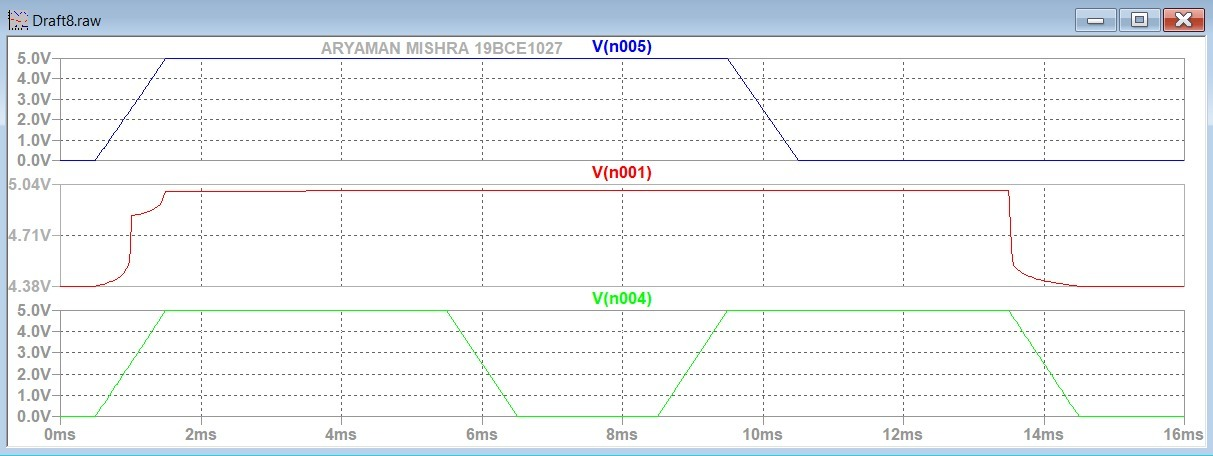 Draft8.raw
ARYAMAN MISHRA 19BCE1027 V(n005)
5.0V
4.0V
3.0V
2.0V
1.0V
0.0V
V(n001)
5.04V
4.71V
4.38V
V(n004)
5.0V
4.0V
3.0V
2.0V
1.0V
0.0V
0ms 2ms 4ms 6ms 8ms 10ms 12ms 14ms 16ms